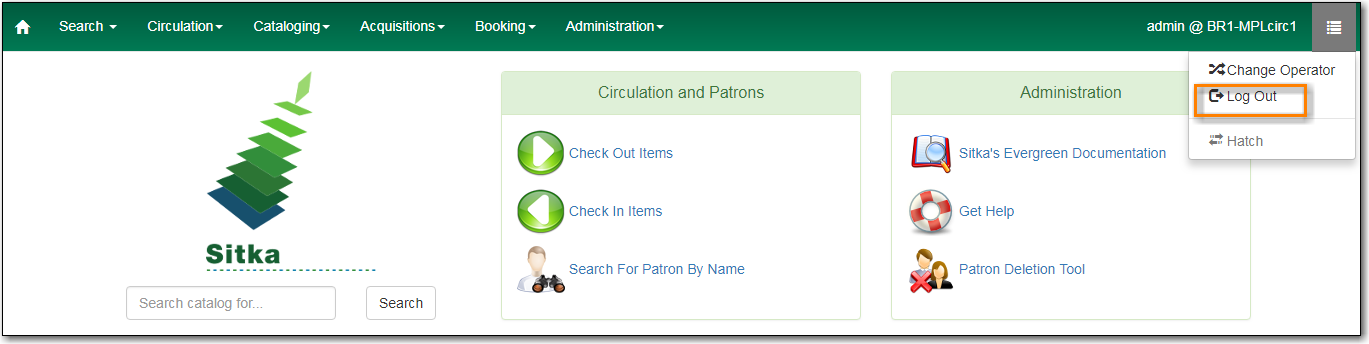 Search Circulation Cataloging Acquisitions Booking Administration admin @ BR1-MPLcirc1
Change Operator
Log Out
Hatch
Sitka
Search catalog for... Search
Circulation and Patrons
Check Out Items
Check In Items
Search For Patron By Name
Administration
Sitka's Evergreen Documentation
Get Help
Patron Deletion Tool